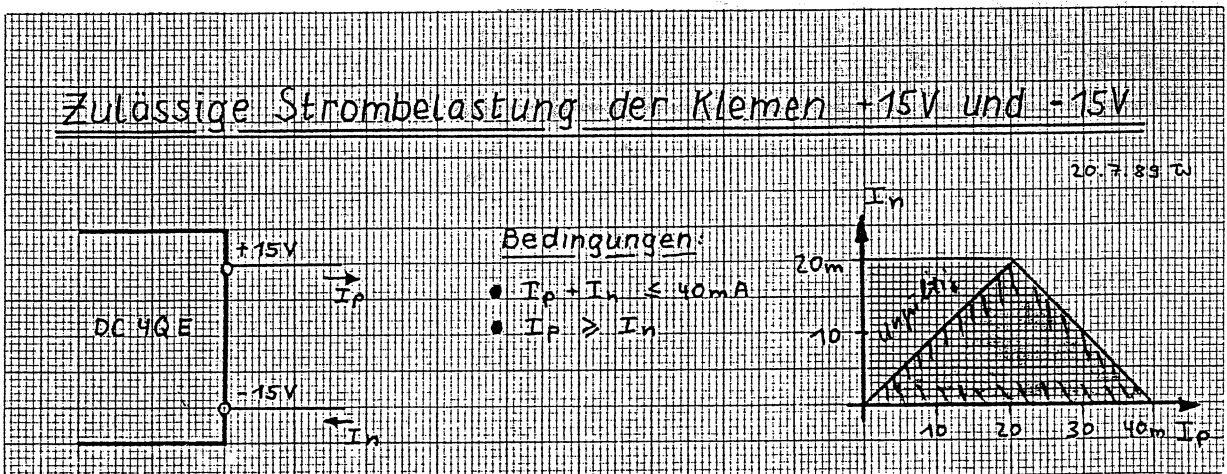 Zulässige Strombelastung der Klemen +15V und -15V
20.7.89 W
+15V
Ip
DC 4QE
-15V
In
Bedingungen:
• Ip + In ≤ 40mA
• Ip ≥ In
In
20m
ungültig
10
10 20 30 40m Ip